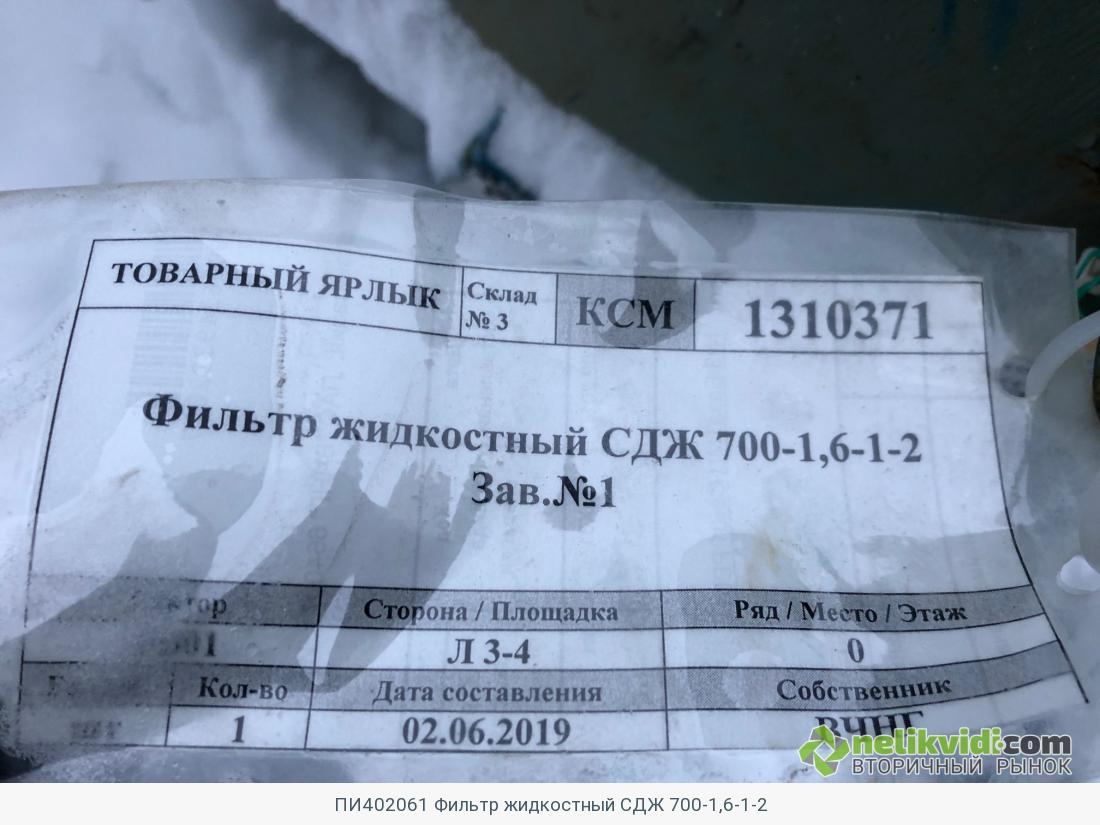 ТОВАРНЫЙ ЯРЛЫК
Склад
№ 3
КСМ
1310371
Фильтр жидкостный СДЖ 700-1,6-1-2
Зав.№1
Сторона / Площадка
Ряд / Место / Этаж
Л 3-4
0
Кол-во
Дата составления
Собственник
1
02.06.2019
ВЧНГ
nelikvidi.com
ВТОРИЧНЫЙ РЫНОК
ПИ402061 Фильтр жидкостный СДЖ 700-1,6-1-2